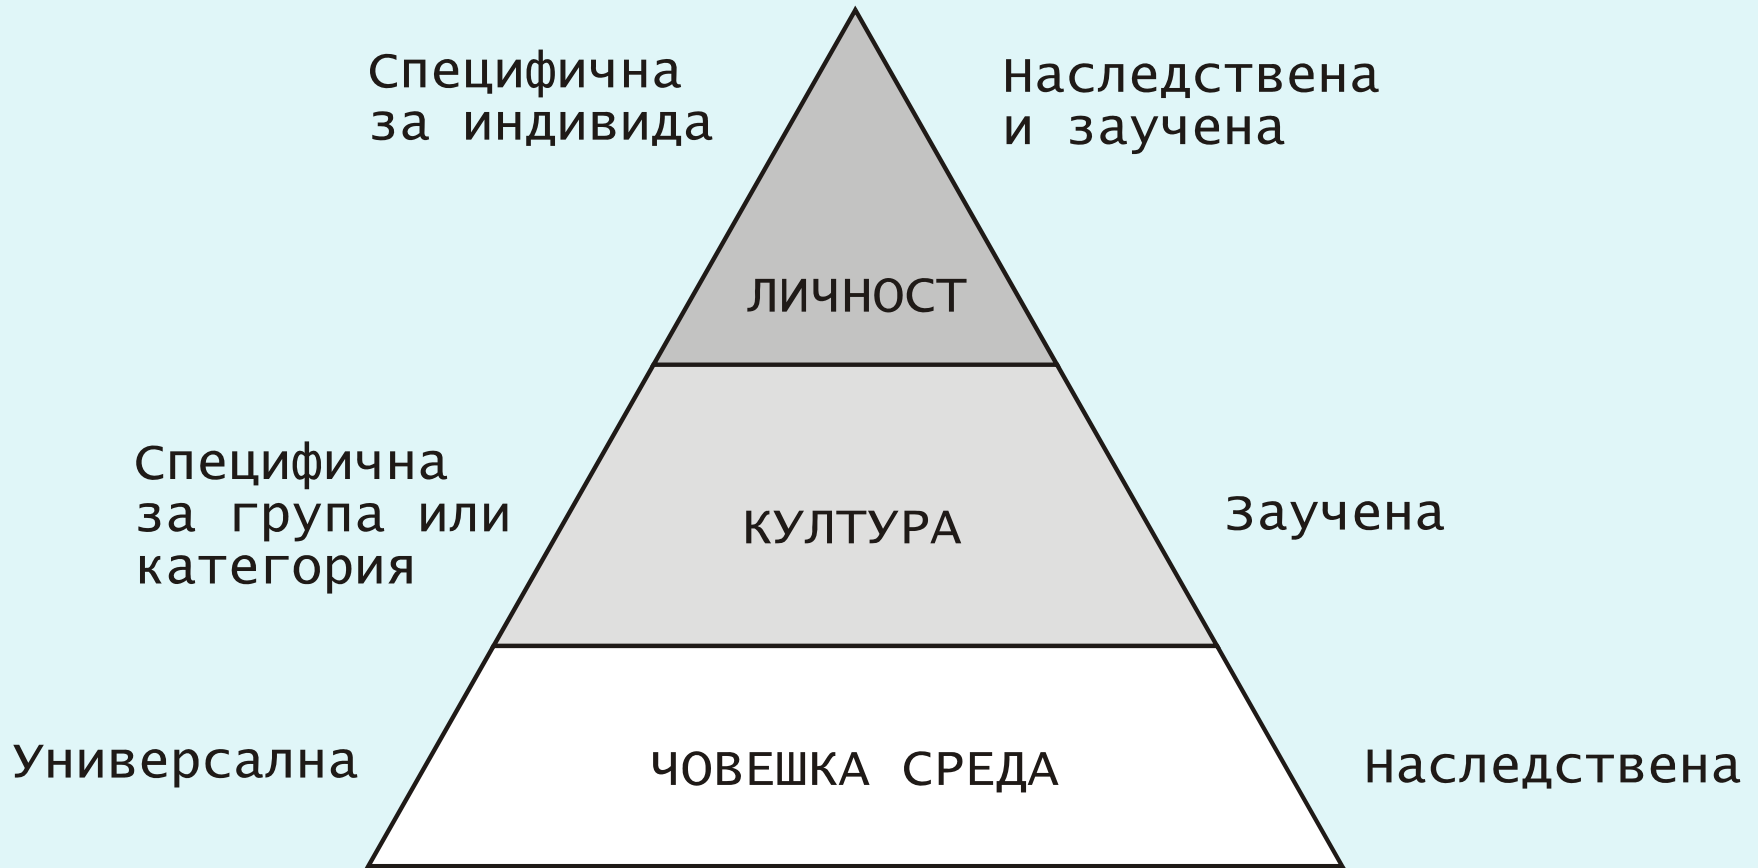 Специфична
за индивида
Наследствена
и заучена
ЛИЧНОСТ
Специфична
за група или
категория
КУЛТУРА
Заучена
Универсална
ЧОВЕШКА СРЕДА
Наследствена